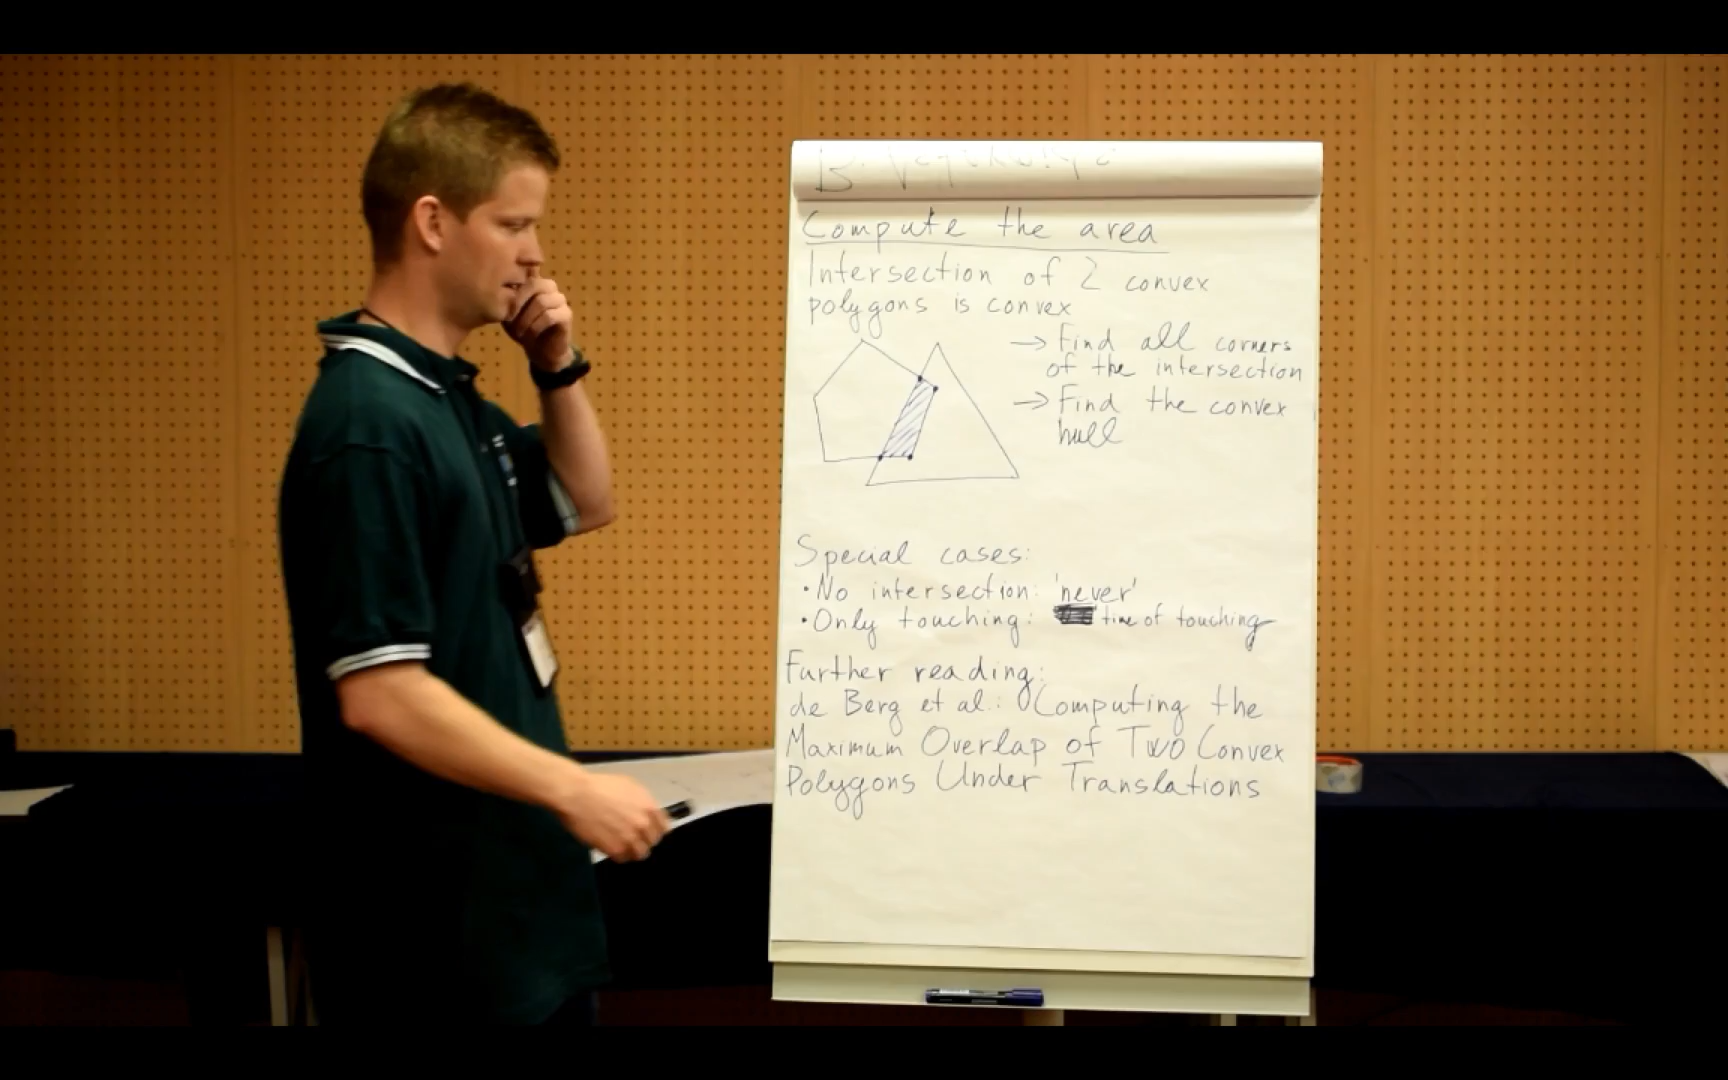 Compute the area
Intersection of 2 convex
polygons is convex
→ Find all corners
of the intersection
→ Find the convex
hull
Special cases:
• No intersection: 'never'
• Only touching: time of touching
Further reading:
de Berg et al.: Computing the
Maximum Overlap of Two Convex
Polygons Under Translations